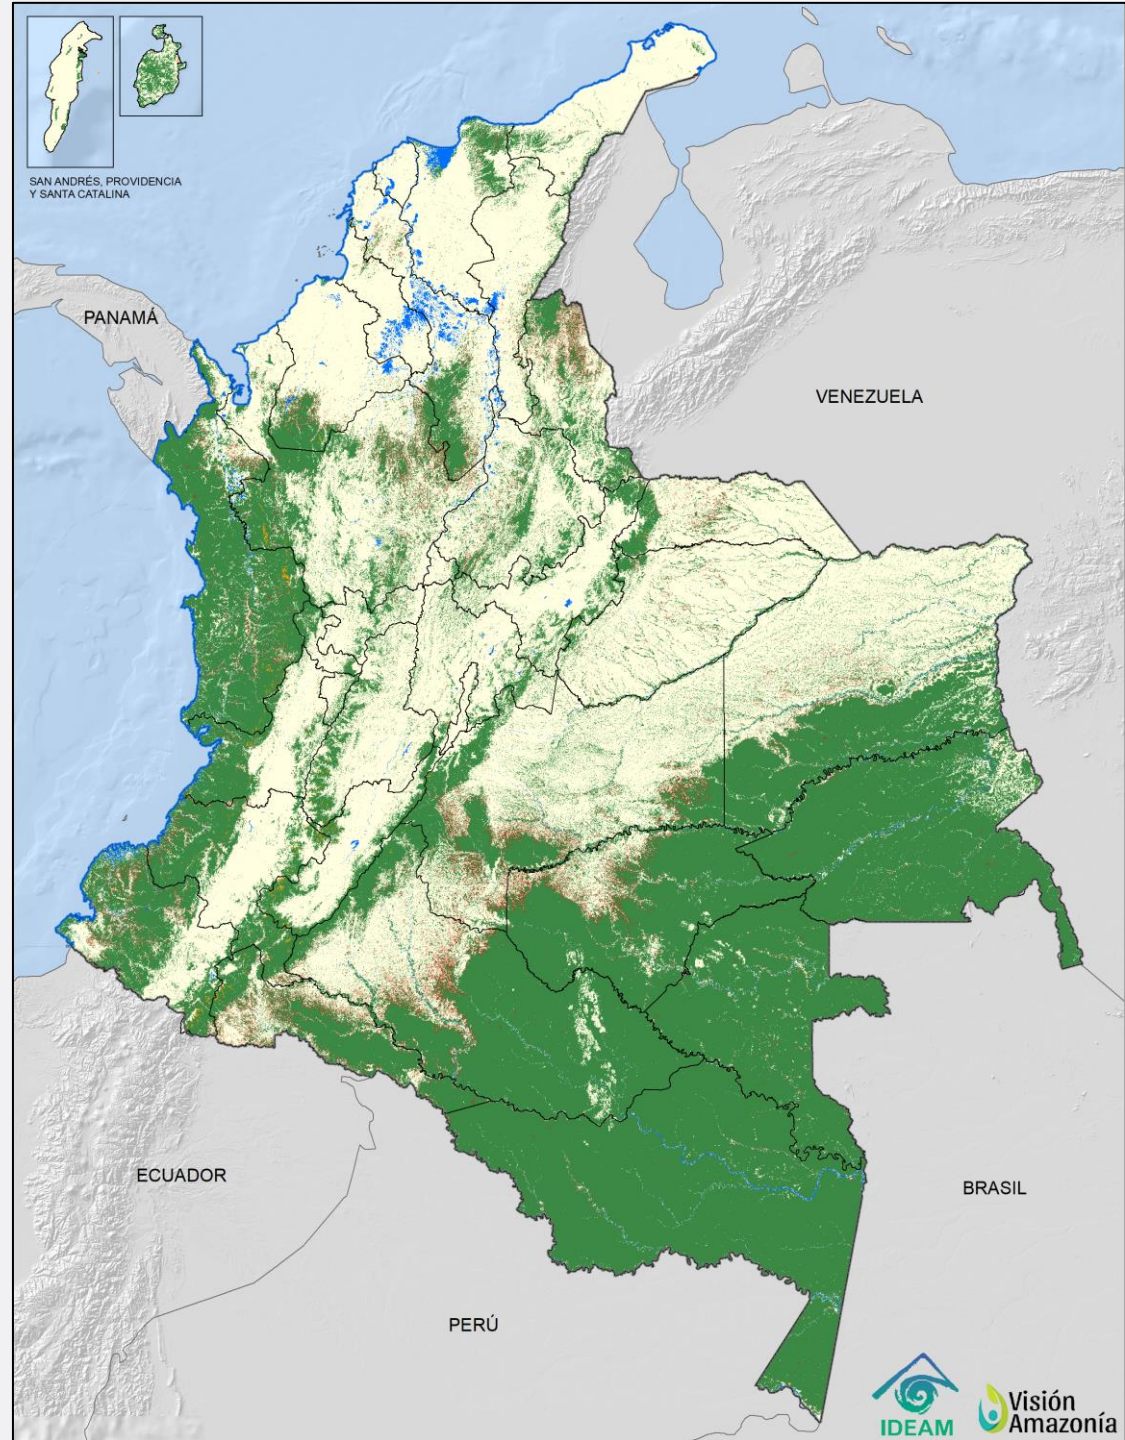 SAN ANDRÉS, PROVIDENCIA
Y SANTA CATALINA
PANAMÁ
VENEZUELA
ECUADOR
BRASIL
PERÚ
IDEAM
Visión
Amazonía